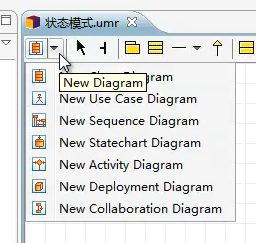 状态模式.umr
New Diagram
Diagram
New Use Case Diagram
New Sequence Diagram
New Statechart Diagram
New Activity Diagram
New Deployment Diagram
New Collaboration Diagram